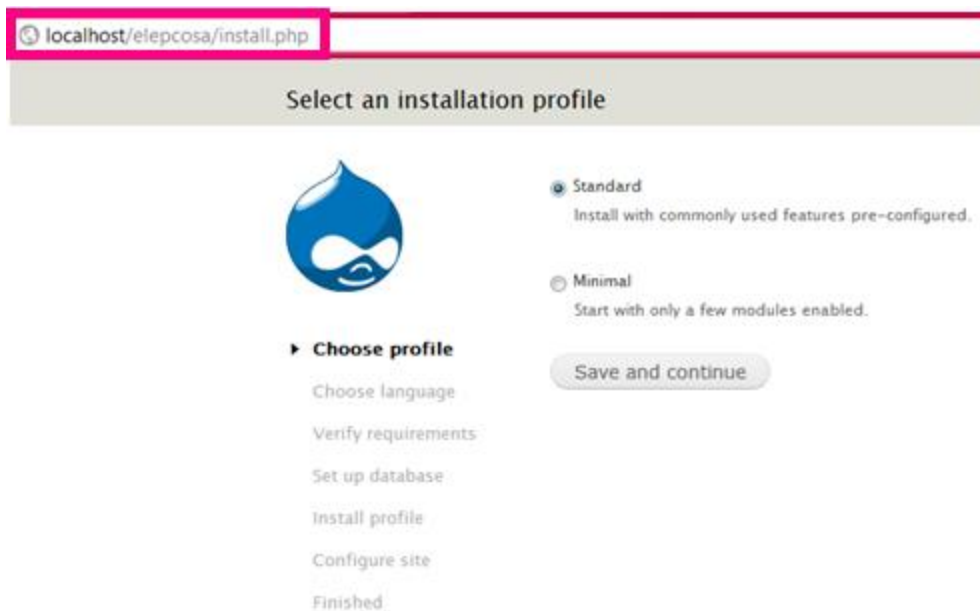 localhost/elepcosa/install.php
Select an installation profile
Standard
Install with commonly used features pre-configured.
Minimal
Start with only a few modules enabled.
Save and continue
Choose profile
Choose language
Verify requirements
Set up database
Install profile
Configure site
Finished